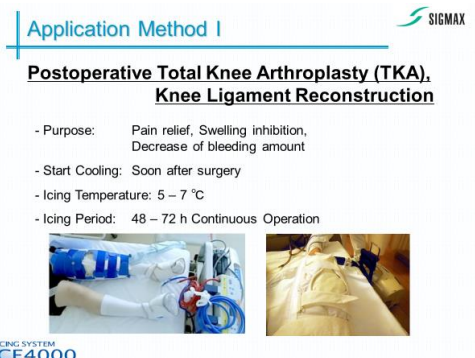 Application Method I
SIGMAX
Postoperative Total Knee Arthroplasty (TKA),
Knee Ligament Reconstruction
- Purpose: Pain relief, Swelling inhibition,
Decrease of bleeding amount
- Start Cooling: Soon after surgery
- Icing Temperature: 5 – 7 ℃
- Icing Period: 48 – 72 h Continuous Operation
CING SYSTEM
CE4000